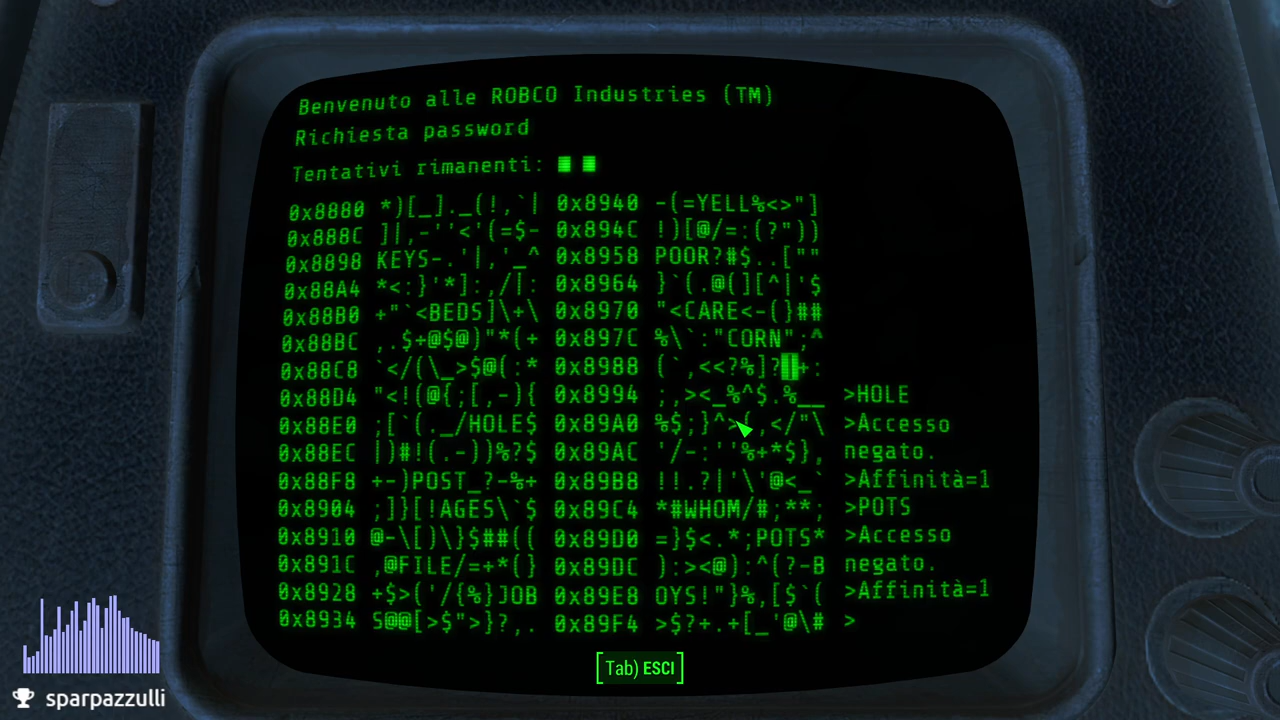 Benvenuto alle ROBCO Industries (TM)
Richiesta password
Tentativi rimanenti:
0x8880 *)[_]._(!,`| 0x8940 -(=YELL%<>"]
0x888C ]|,-''<'(=$- 0x894C !)[@/=:(?"))
0x8898 KEYS-.'|,'_^ 0x8958 POOR?#$..[""
0x88A4 *<:}'*]:,/|: 0x8964 }`(.@(][^|'$
0x88B0 +"`<BEDS]\+\ 0x8970 "<CARE<-(}##
0x88BC ,.$+@$@)"*(+ 0x897C %\`:"CORN";^
0x88C8 `</(\_>$@(:* 0x8988 (`,<<?%]?||+:
0x88D4 "<!(@{;[,-){ 0x8994 ;,><_%^$.%__ >HOLE
0x88E0 ;[`(._/HOLE$ 0x89A0 %$;}^>{,</"\ >Accesso
0x88EC |)#!(.-))%?$ 0x89AC '/-:''%+*$}, negato.
0x88F8 +-)POST_?-%+ 0x89B8 !!.?|'\'@<_` >Affinità=1
0x8904 ;]}[!AGES\`$ 0x89C4 *#WHOM/#;**; >POTS
0x8910 @-\[)\}$##(( 0x89D0 =}$<.*;POTS* >Accesso
0x891C ,@FILE/=+*(} 0x89DC ):><@):^(?-B negato.
0x8928 +$>('/{%}JOB 0x89E8 OYS!"}%,[$`( >Affinità=1
0x8934 S@@[>$">}?,. 0x89F4 >$?+.+[_'@\# >
Tab) ESCI
sparpazzulli